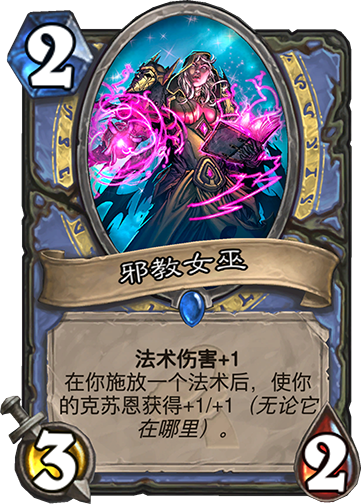 2
邪教女巫
法术伤害+1
在你施放一个法术后，使你
的克苏恩获得+1/+1（无论它
在哪里）。
3
2